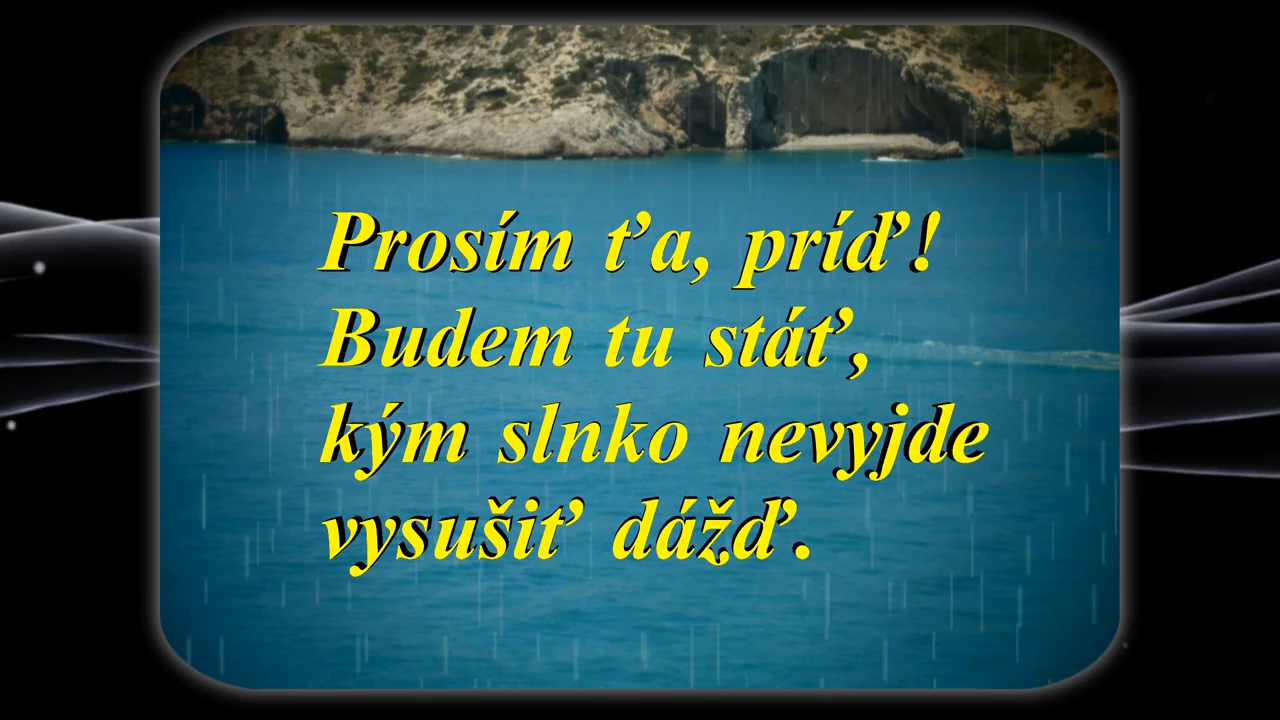 Prosím ťa, príď!
Budem tu stáť,
kým slnko nevyjde
vysušiť dážď.